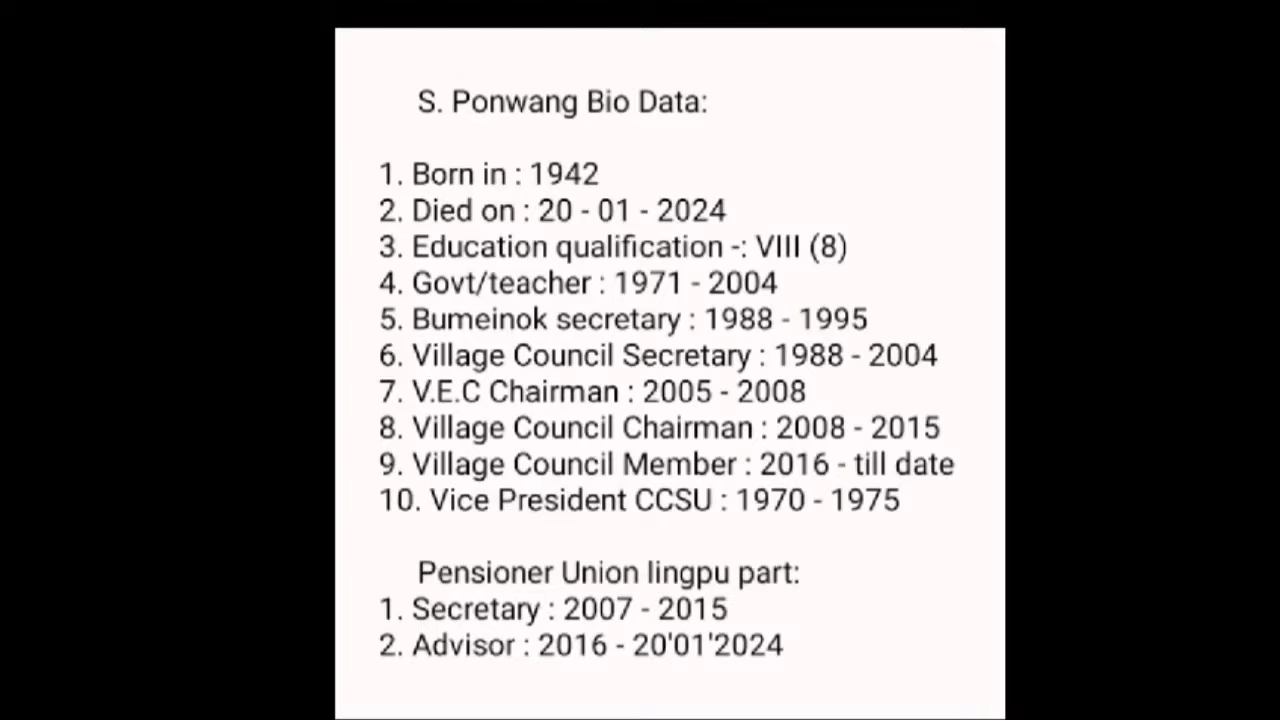 S. Ponwang Bio Data:
1. Born in : 1942
2. Died on : 20 - 01 - 2024
3. Education qualification -: VIII (8)
4. Govt/teacher : 1971 - 2004
5. Bumeinok secretary : 1988 - 1995
6. Village Council Secretary : 1988 - 2004
7. V.E.C Chairman : 2005 - 2008
8. Village Council Chairman : 2008 - 2015
9. Village Council Member : 2016 - till date
10. Vice President CCSU : 1970 - 1975
Pensioner Union lingpu part:
1. Secretary : 2007 - 2015
2. Advisor : 2016 - 20'01'2024